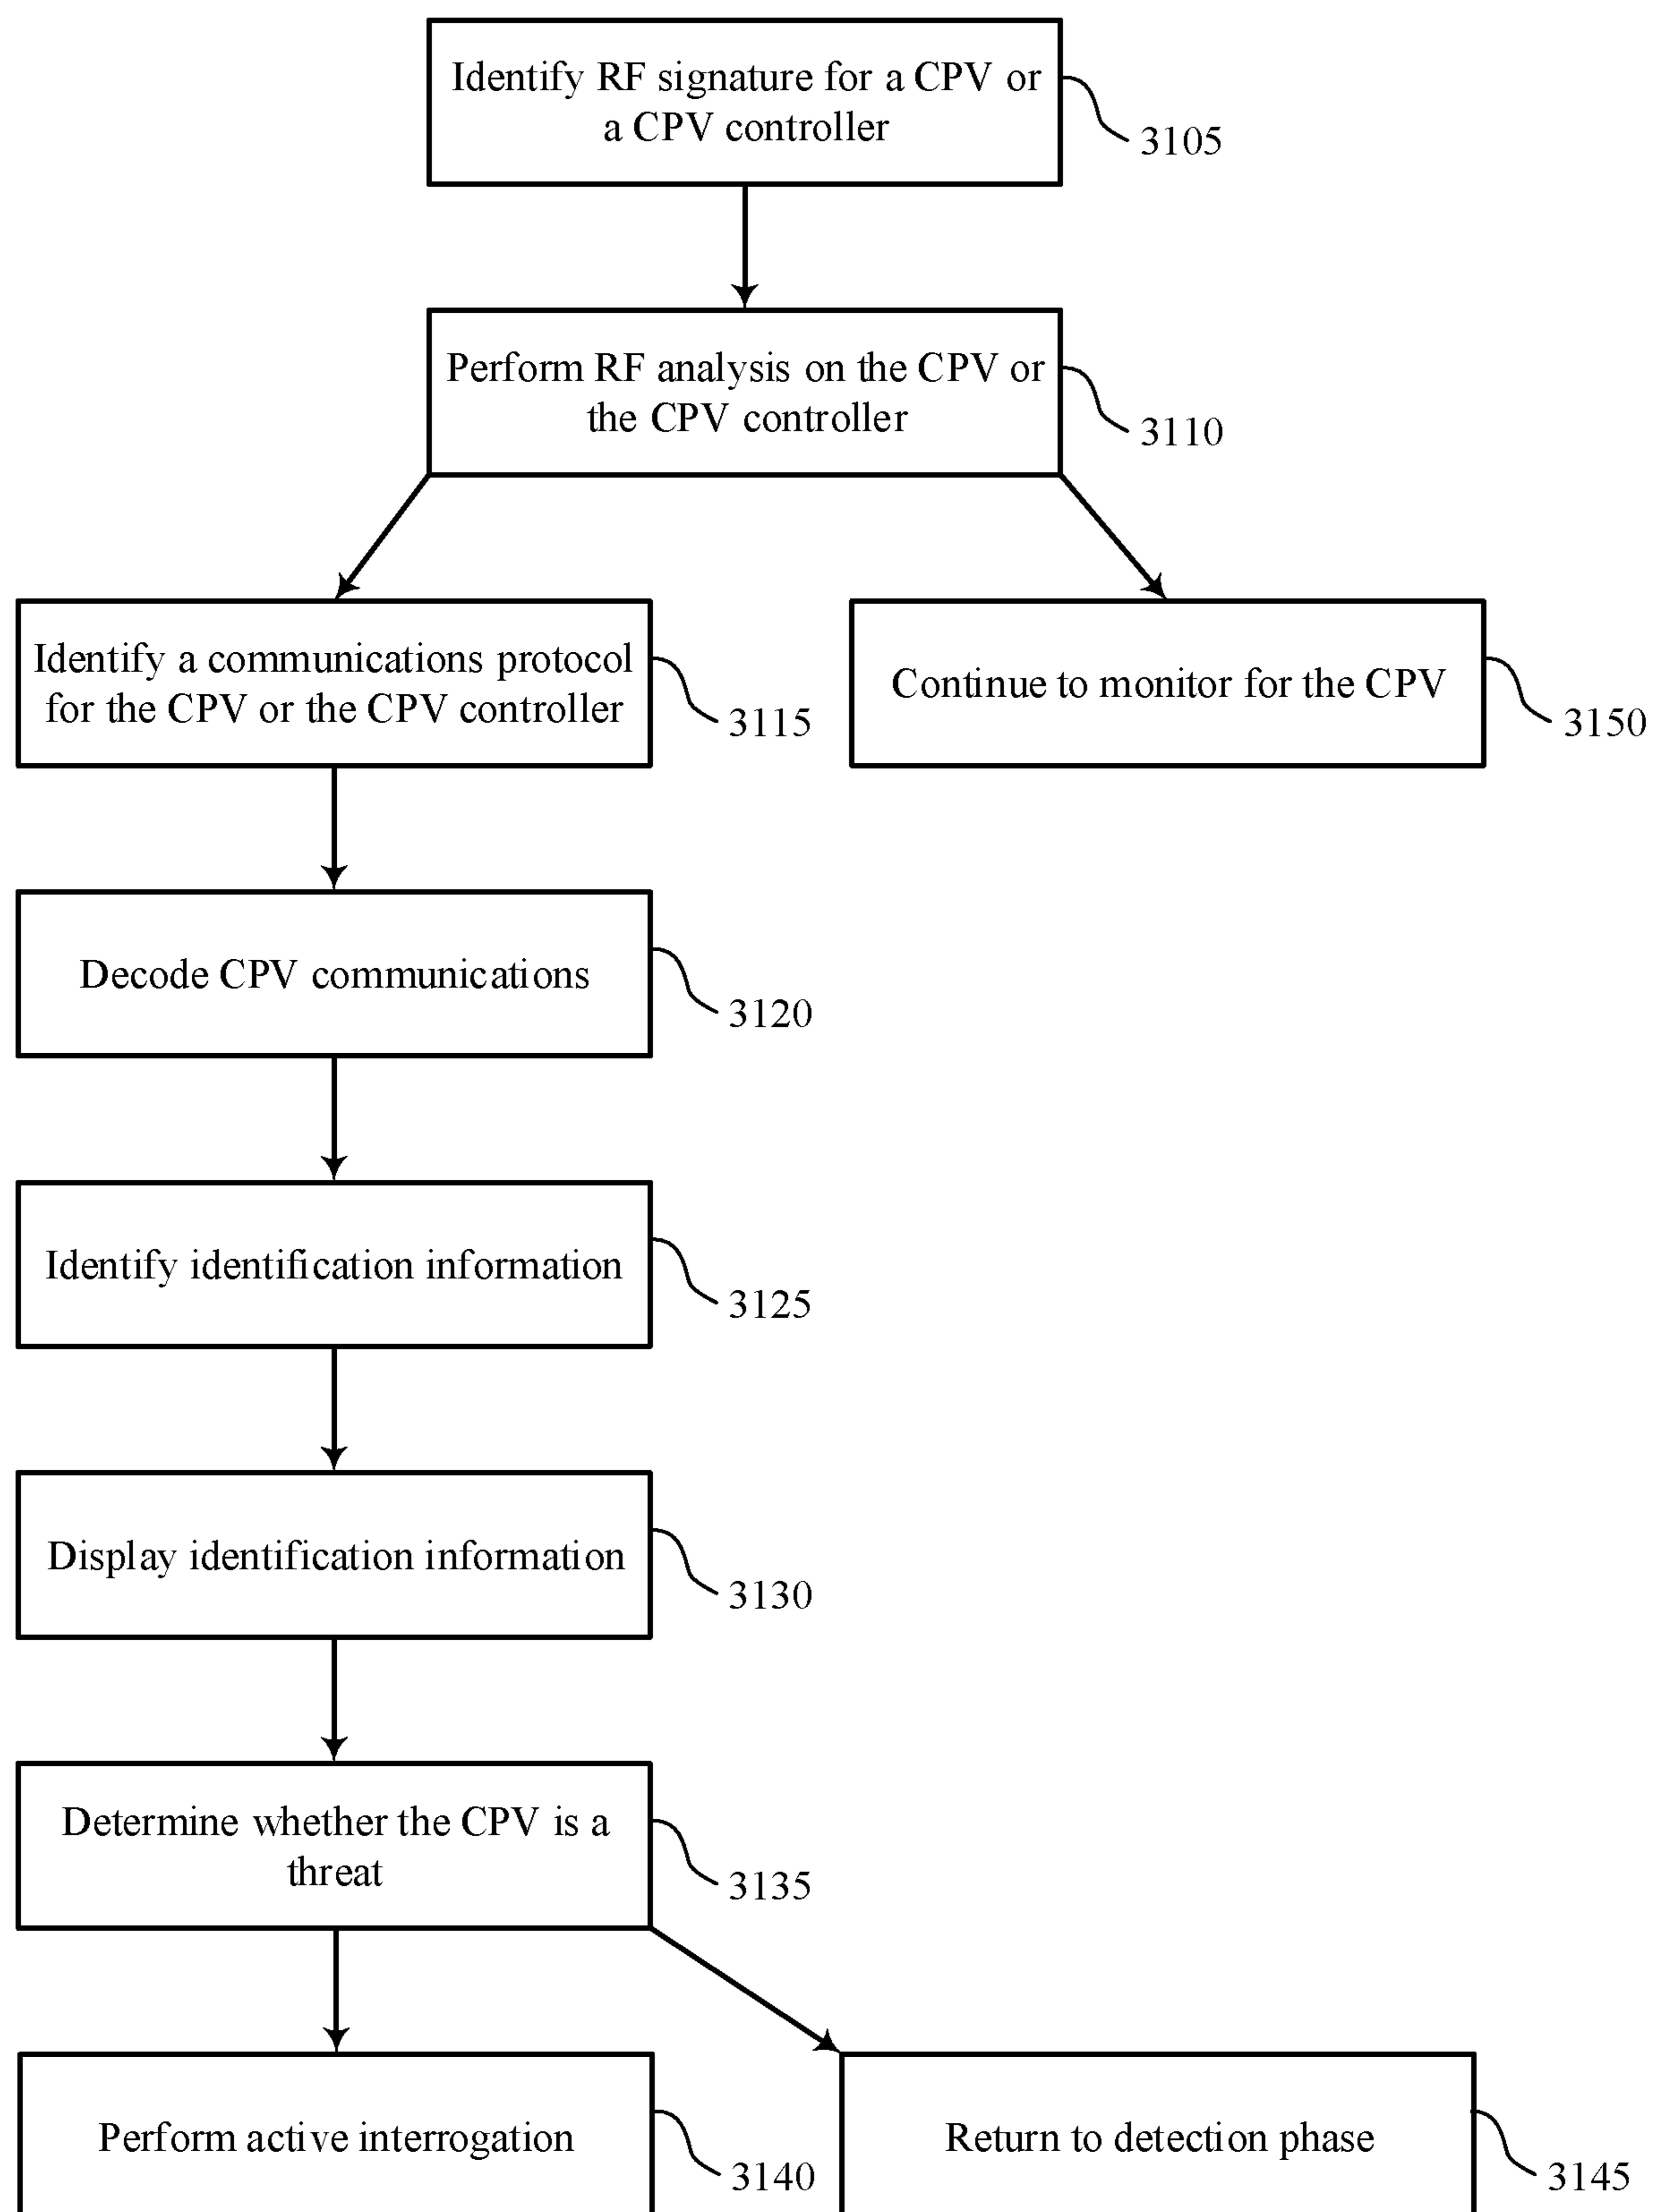 Identify RF signature for a CPV or
a CPV controller
3105
Perform RF analysis on the CPV or
the CPV controller
3110
Identify a communications protocol
for the CPV or the CPV controller
3115
Continue to monitor for the CPV
3150
Decode CPV communications
3120
Identify identification information
3125
Display identification information
3130
Determine whether the CPV is a
threat
3135
Perform active interrogation
3140
Return to detection phase
3145